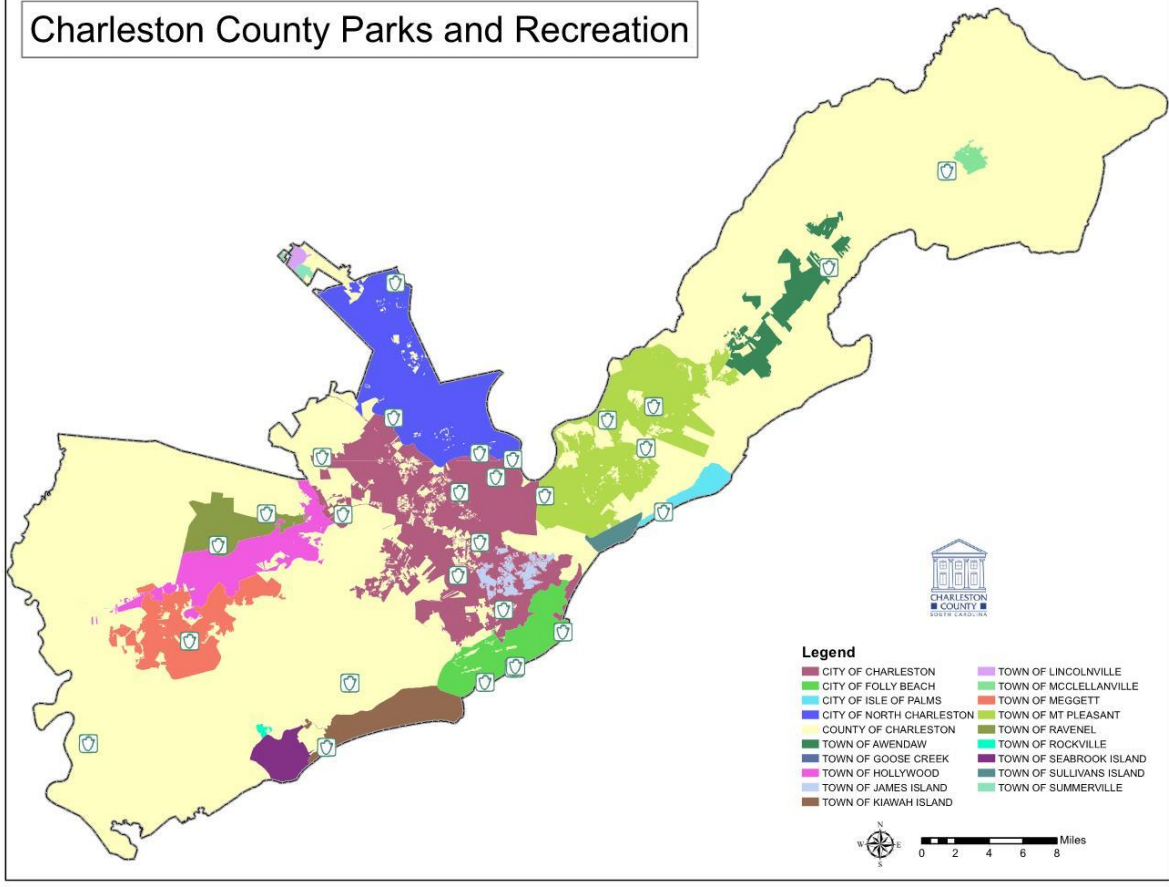 Charleston County Parks and Recreation
CHARLESTON
COUNTY
SOUTH CAROLINA
Legend
CITY OF CHARLESTON
CITY OF FOLLY BEACH
CITY OF ISLE OF PALMS
CITY OF NORTH CHARLESTON
COUNTY OF CHARLESTON
TOWN OF AWENDAW
TOWN OF GOOSE CREEK
TOWN OF HOLLYWOOD
TOWN OF JAMES ISLAND
TOWN OF KIAWAH ISLAND
TOWN OF LINCOLNVILLE
TOWN OF MCCLELLANVILLE
TOWN OF MEGGETT
TOWN OF MT PLEASANT
TOWN OF RAVENEL
TOWN OF ROCKVILLE
TOWN OF SEABROOK ISLAND
TOWN OF SULLIVANS ISLAND
TOWN OF SUMMERVILLE
N
W E
S
Miles
0 2 4 6 8